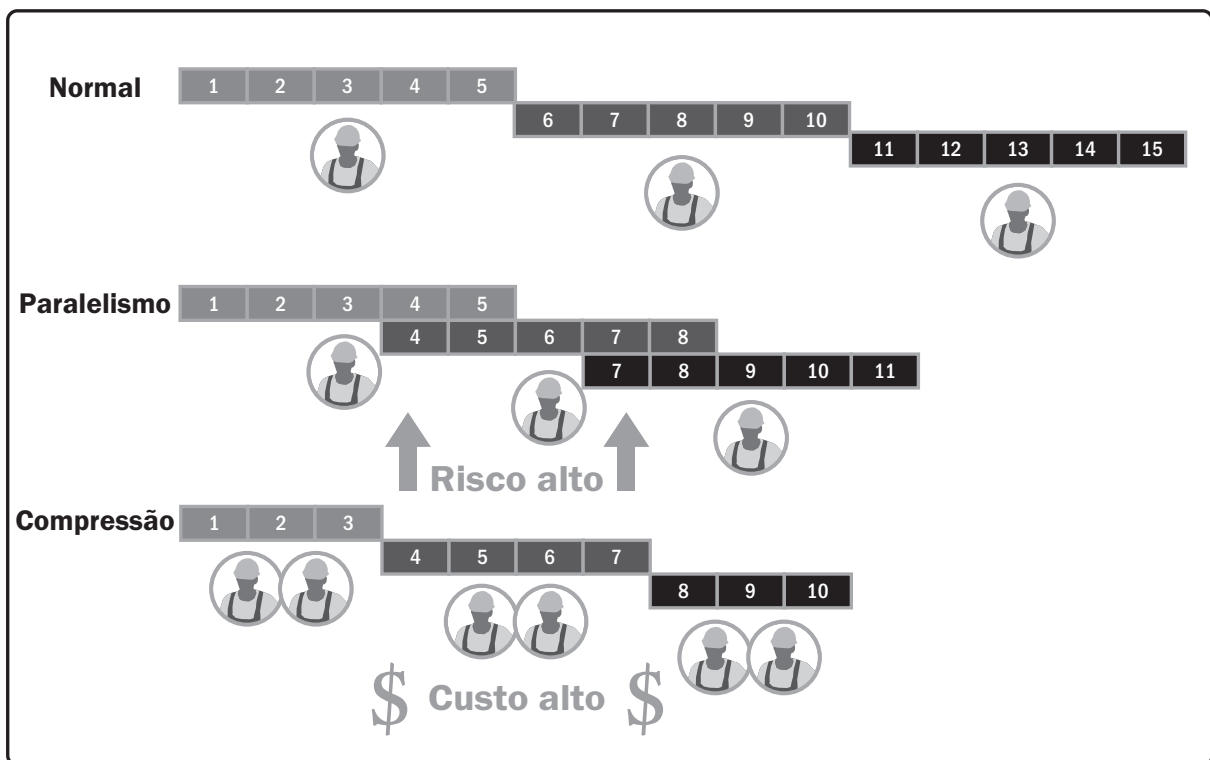 Normal
1 2 3 4 5
6 7 8 9 10
11 12 13 14 15
Paralelismo
1 2 3 4 5
4 5 6 7 8
7 8 9 10 11
Risco alto
Compressão
1 2 3
4 5 6 7
8 9 10
$ Custo alto $